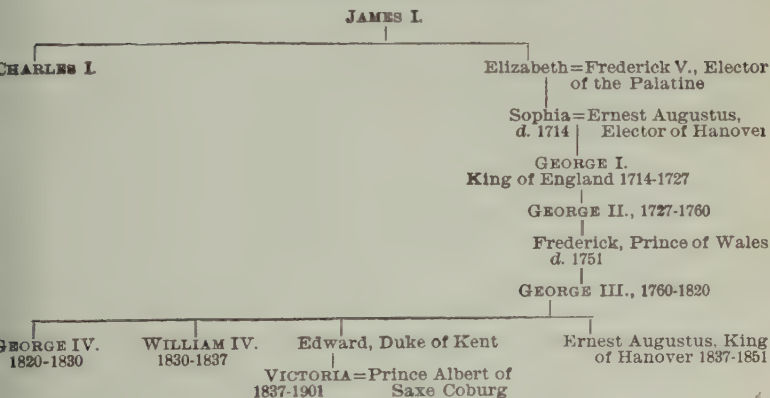 JAMES I.
CHARLES I.
Elizabeth=Frederick V., Elector
of the Palatine
Sophia=Ernest Augustus,
d. 1714 Elector of Hanover
GEORGE I.
King of England 1714-1727
GEORGE II., 1727-1760
Frederick, Prince of Wales
d. 1751
GEORGE III., 1760-1820
GEORGE IV. WILLIAM IV. Edward, Duke of Kent Ernest Augustus, King
1820-1830 1830-1837 of Hanover 1837-1851
VICTORIA=Prince Albert of
1837-1901 Saxe Coburg